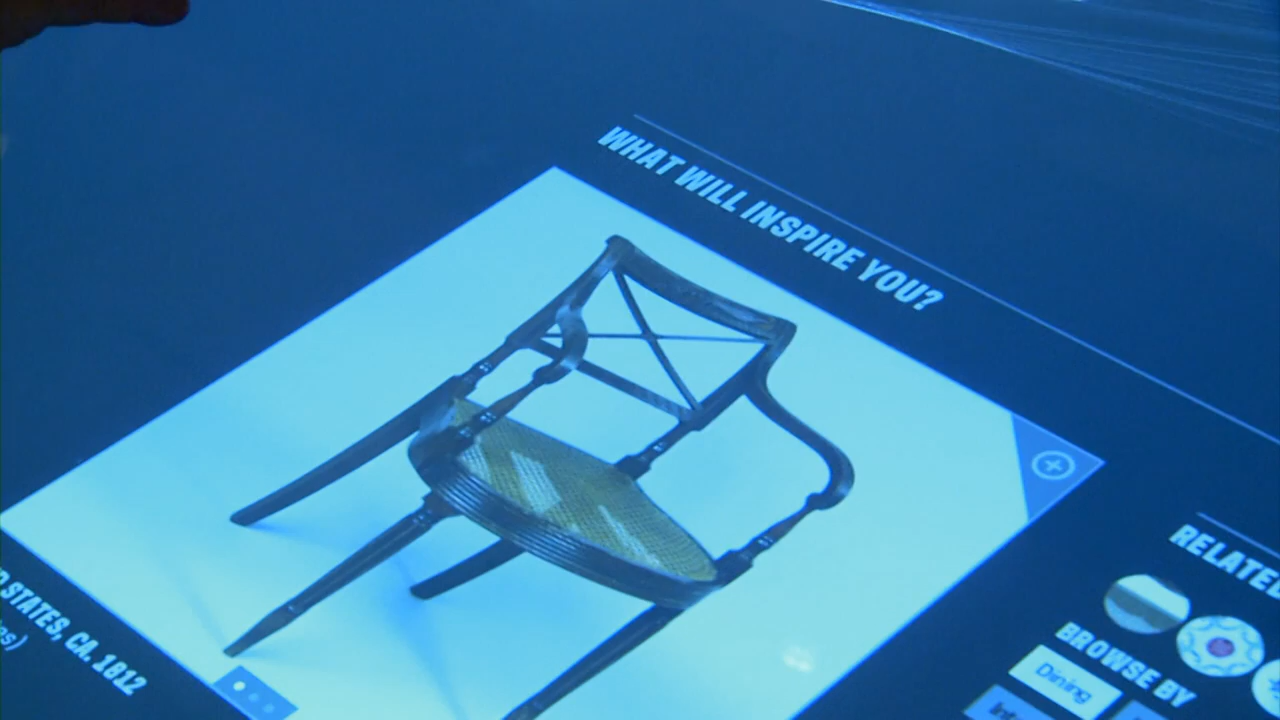 WHAT WILL INSPIRE YOU?
STATES, CA. 1812
RELATED
BROWSE BY
Dining